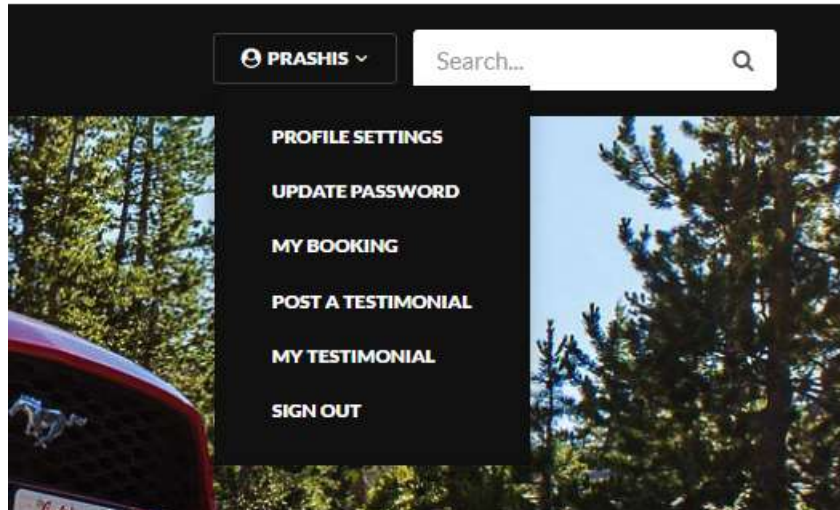 PRASHIS
Search...
PROFILE SETTINGS
UPDATE PASSWORD
MY BOOKING
POST A TESTIMONIAL
MY TESTIMONIAL
SIGN OUT